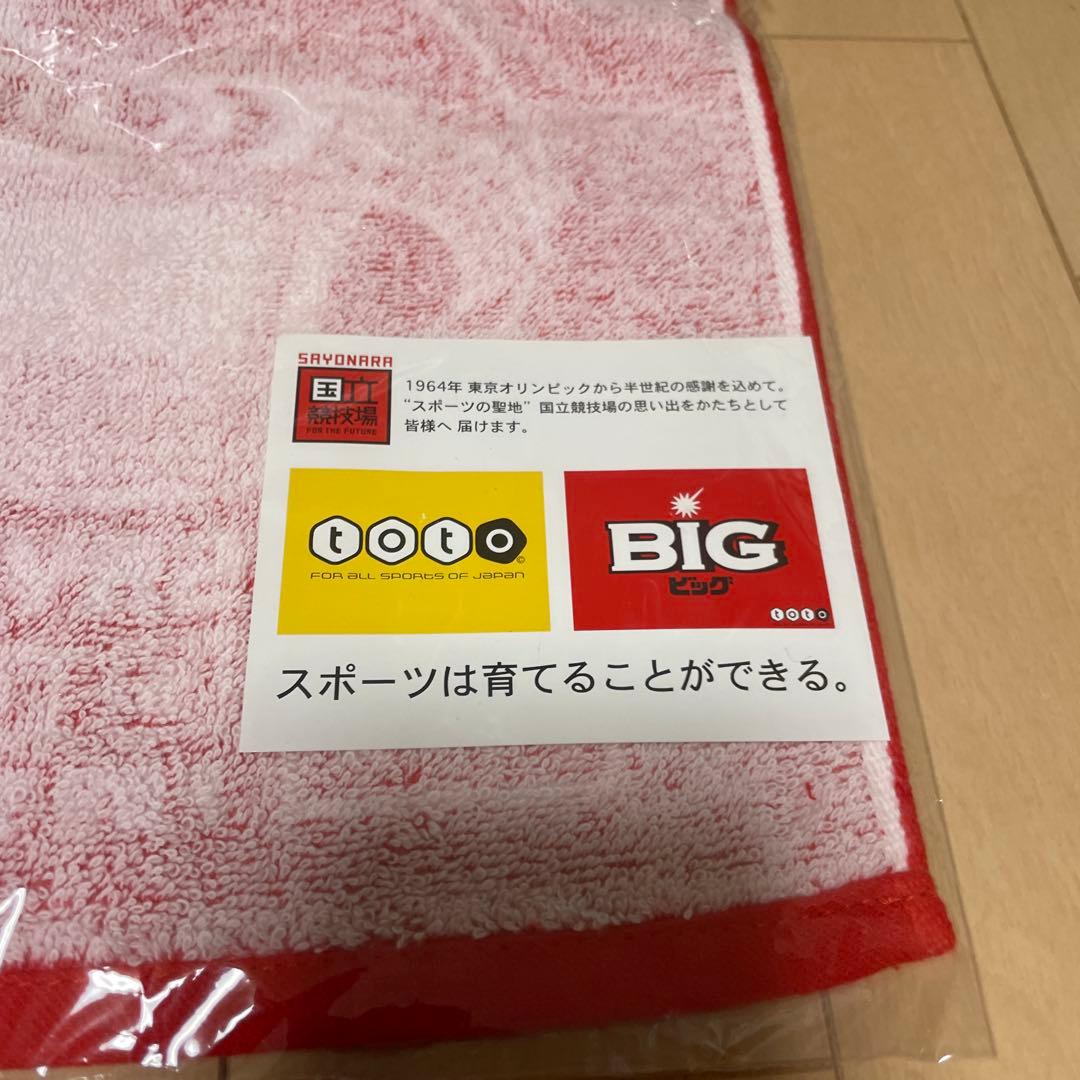 SAYONARA
国立
競技場
FOR THE FUTURE
1964年 東京オリンピックから半世紀の感謝を込めて。
“スポーツの聖地” 国立競技場の思い出をかたちとして
皆様へ 届けます。
toto
©
FOR ALL SPORTS OF JAPAN
BIG
ビッグ
toto
スポーツは育てることができる。